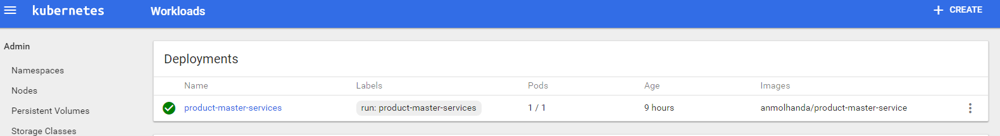 kubernetes Workloads + CREATE
Admin
Namespaces
Nodes
Persistent Volumes
Storage Classes
Deployments
Name Labels Pods Age Images
product-master-services run: product-master-services 1 / 1 9 hours anmolhanda/product-master-service